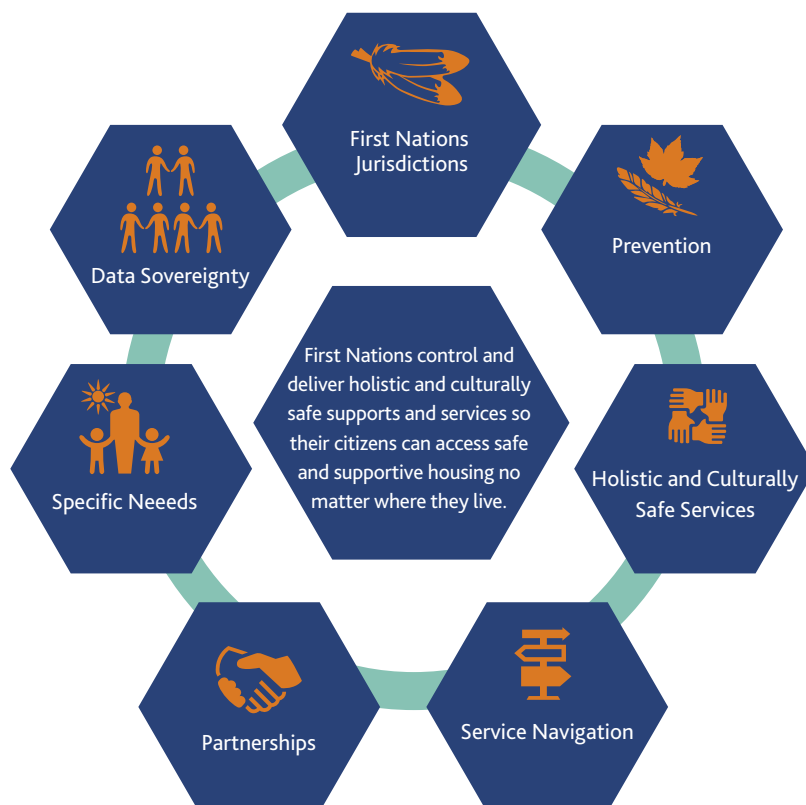 First Nations
Jurisdictions
Prevention
Holistic and Culturally
Safe Services
Service Navigation
Partnerships
Specific Neeeds
Data Sovereignty
First Nations control and
deliver holistic and culturally
safe supports and services so
their citizens can access safe
and supportive housing no
matter where they live.